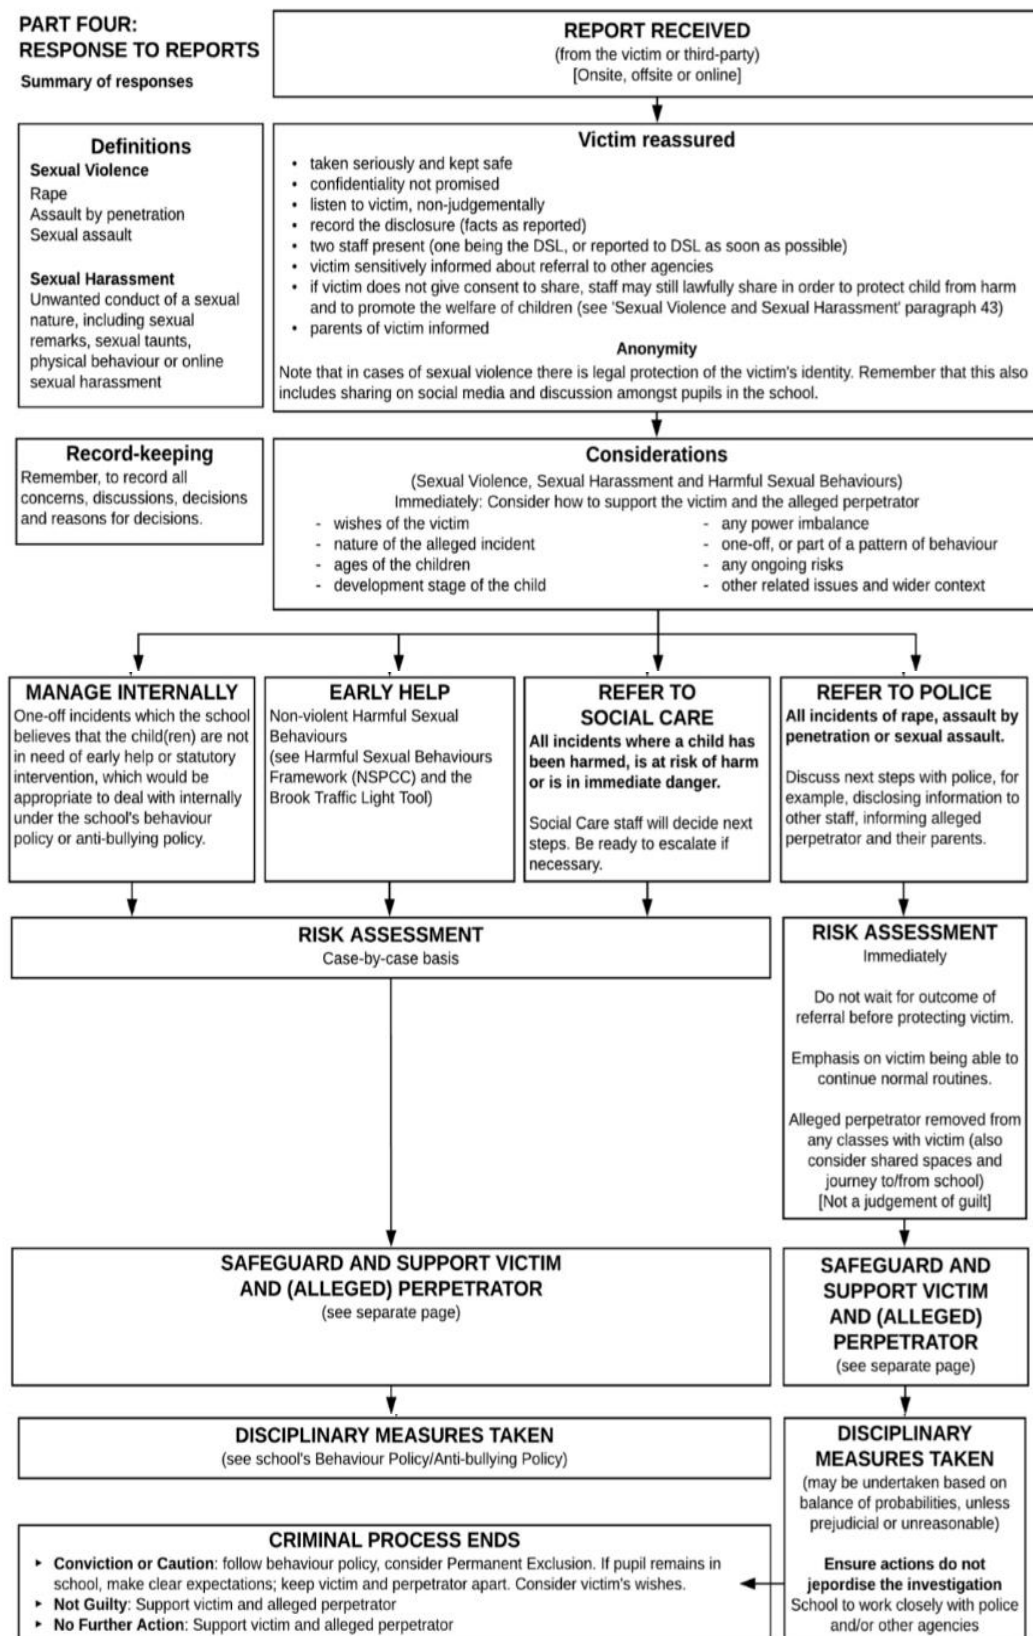 PART FOUR:
RESPONSE TO REPORTS
Summary of responses
REPORT RECEIVED
(from the victim or third-party)
[Onsite, offsite or online]
Definitions
Sexual Violence
Rape
Assault by penetration
Sexual assault
Sexual Harassment
Unwanted conduct of a sexual
nature, including sexual
remarks, sexual taunts,
physical behaviour or online
sexual harassment
Victim reassured
• taken seriously and kept safe
• confidentiality not promised
• listen to victim, non-judgementally
• record the disclosure (facts as reported)
• two staff present (one being the DSL, or reported to DSL as soon as possible)
• victim sensitively informed about referral to other agencies
• if victim does not give consent to share, staff may still lawfully share in order to protect child from harm
and to promote the welfare of children (see 'Sexual Violence and Sexual Harassment' paragraph 43)
• parents of victim informed
Anonymity
Note that in cases of sexual violence there is legal protection of the victim's identity. Remember that this also
includes sharing on social media and discussion amongst pupils in the school.
Record-keeping
Remember, to record all
concerns, discussions, decisions
and reasons for decisions.
Considerations
(Sexual Violence, Sexual Harassment and Harmful Sexual Behaviours)
Immediately: Consider how to support the victim and the alleged perpetrator
- wishes of the victim
- nature of the alleged incident
- ages of the children
- development stage of the child
- any power imbalance
- one-off, or part of a pattern of behaviour
- any ongoing risks
- other related issues and wider context
MANAGE INTERNALLY
One-off incidents which the school
believes that the child(ren) are not
in need of early help or statutory
intervention, which would be
appropriate to deal with internally
under the school's behaviour
policy or anti-bullying policy.
EARLY HELP
Non-violent Harmful Sexual
Behaviours
(see Harmful Sexual Behaviours
Framework (NSPCC) and the
Brook Traffic Light Tool)
REFER TO
SOCIAL CARE
All incidents where a child has
been harmed, is at risk of harm
or is in immediate danger.
Social Care staff will decide next
steps. Be ready to escalate if
necessary.
REFER TO POLICE
All incidents of rape, assault by
penetration or sexual assault.
Discuss next steps with police, for
example, disclosing information to
other staff, informing alleged
perpetrator and their parents.
RISK ASSESSMENT
Case-by-case basis
RISK ASSESSMENT
Immediately
Do not wait for outcome of
referral before protecting victim.
Emphasis on victim being able to
continue normal routines.
Alleged perpetrator removed from
any classes with victim (also
consider shared spaces and
journey to/from school)
[Not a judgement of guilt]
SAFEGUARD AND SUPPORT VICTIM
AND (ALLEGED) PERPETRATOR
(see separate page)
SAFEGUARD AND
SUPPORT VICTIM
AND (ALLEGED)
PERPETRATOR
(see separate page)
DISCIPLINARY MEASURES TAKEN
(see school's Behaviour Policy/Anti-bullying Policy)
DISCIPLINARY
MEASURES TAKEN
(may be undertaken based on
balance of probabilities, unless
prejudicial or unreasonable)
Ensure actions do not
jepordise the investigation
School to work closely with police
and/or other agencies
CRIMINAL PROCESS ENDS
‣ Conviction or Caution: follow behaviour policy, consider Permanent Exclusion. If pupil remains in
school, make clear expectations; keep victim and perpetrator apart. Consider victim's wishes.
‣ Not Guilty: Support victim and alleged perpetrator
‣ No Further Action: Support victim and alleged perpetrator